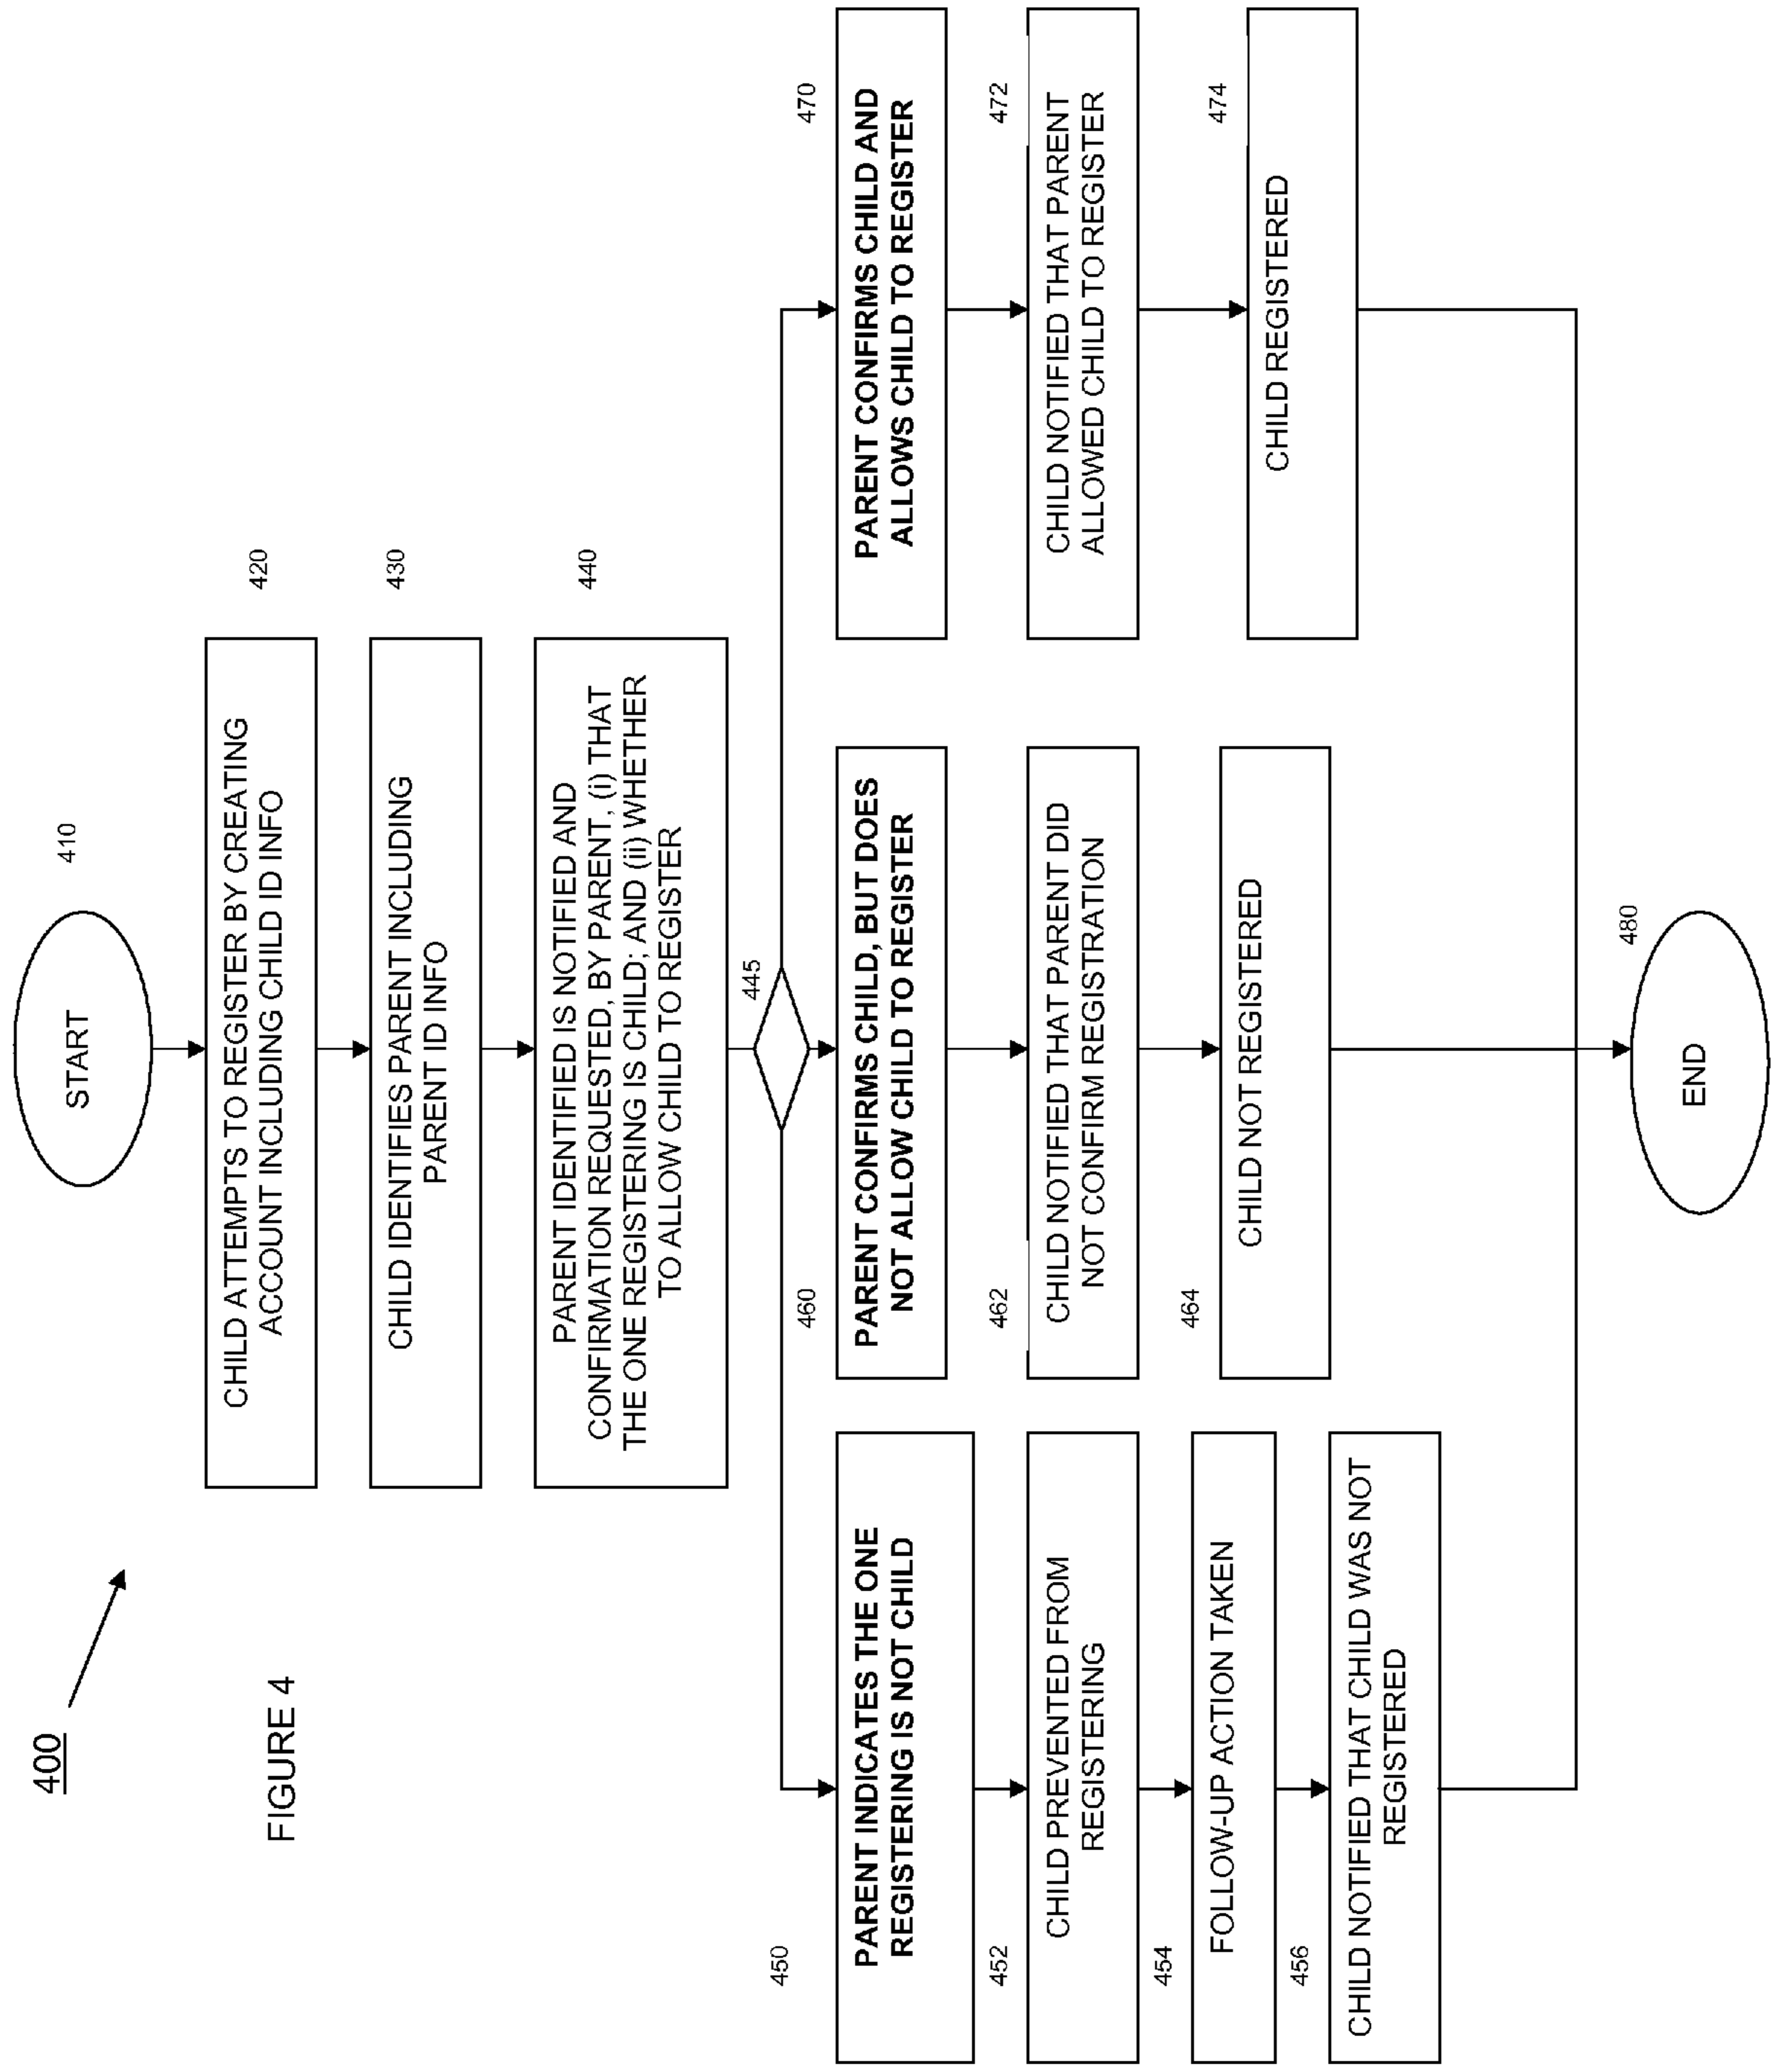 400
FIGURE 4
START
410
CHILD ATTEMPTS TO REGISTER BY CREATING
ACCOUNT INCLUDING CHILD ID INFO
420
CHILD IDENTIFIES PARENT INCLUDING
PARENT ID INFO
430
PARENT IDENTIFIED IS NOTIFIED AND
CONFIRMATION REQUESTED, BY PARENT, (i) THAT
THE ONE REGISTERING IS CHILD; AND (ii) WHETHER
TO ALLOW CHILD TO REGISTER
440
445
450
PARENT INDICATES THE ONE
REGISTERING IS NOT CHILD
452
CHILD PREVENTED FROM
REGISTERING
454
FOLLOW-UP ACTION TAKEN
456
CHILD NOTIFIED THAT CHILD WAS NOT
REGISTERED
460
PARENT CONFIRMS CHILD, BUT DOES
NOT ALLOW CHILD TO REGISTER
462
CHILD NOTIFIED THAT PARENT DID
NOT CONFIRM REGISTRATION
464
CHILD NOT REGISTERED
470
PARENT CONFIRMS CHILD AND
ALLOWS CHILD TO REGISTER
472
CHILD NOTIFIED THAT PARENT
ALLOWED CHILD TO REGISTER
474
CHILD REGISTERED
480
END